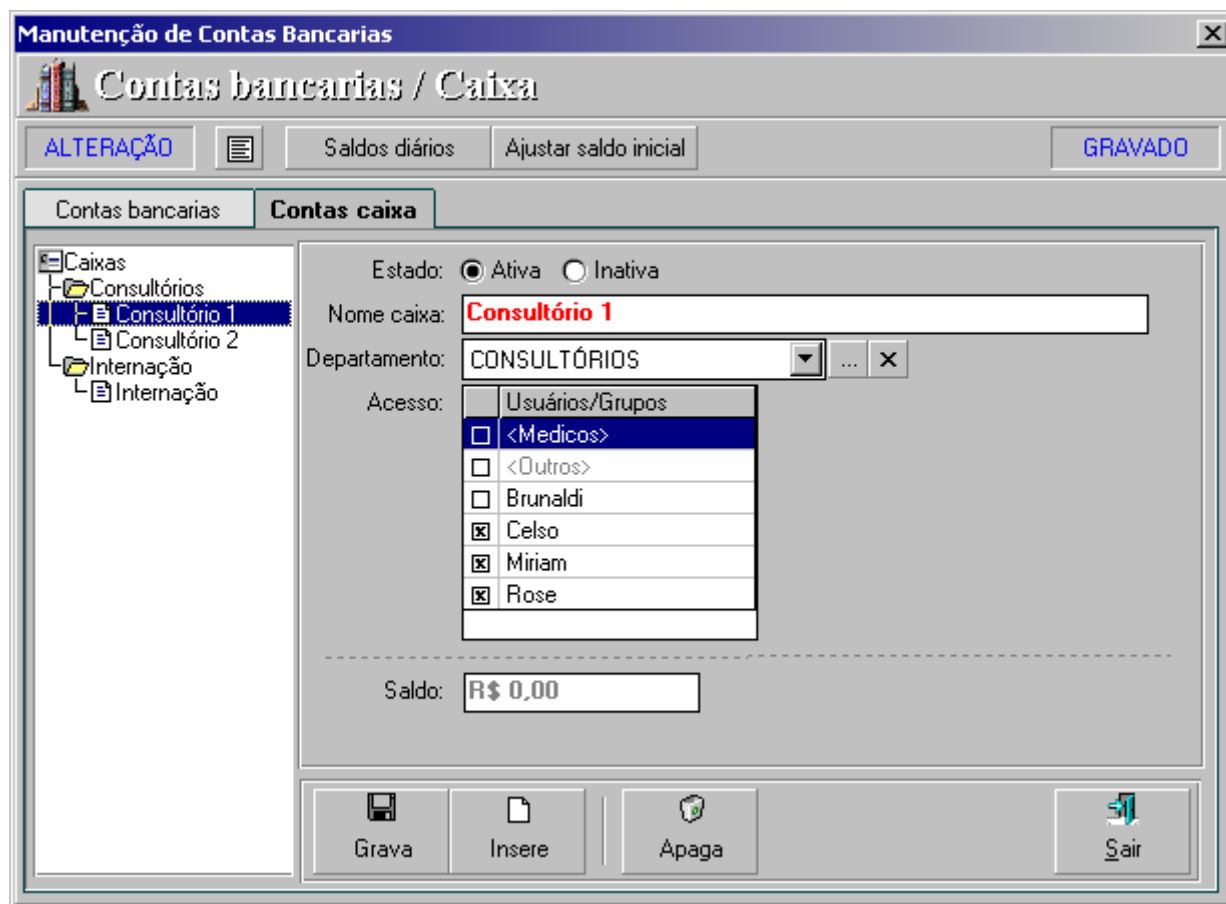 Manutenção de Contas Bancarias
Contas bancarias / Caixa
ALTERAÇÃO
Saldos diários
Ajustar saldo inicial
GRAVADO
Contas bancarias
Contas caixa
Caixas
Consultórios
Consultório 1
Consultório 2
Internação
Internação
Estado: Ativa Inativa
Nome caixa: Consultório 1
Departamento: CONSULTÓRIOS ...
Acesso: Usuários/Grupos
<Medicos>
<Outros>
Brunaldi
Celso
Miriam
Rose
Saldo: R$ 0,00
Grava
Insere
Apaga
Sair